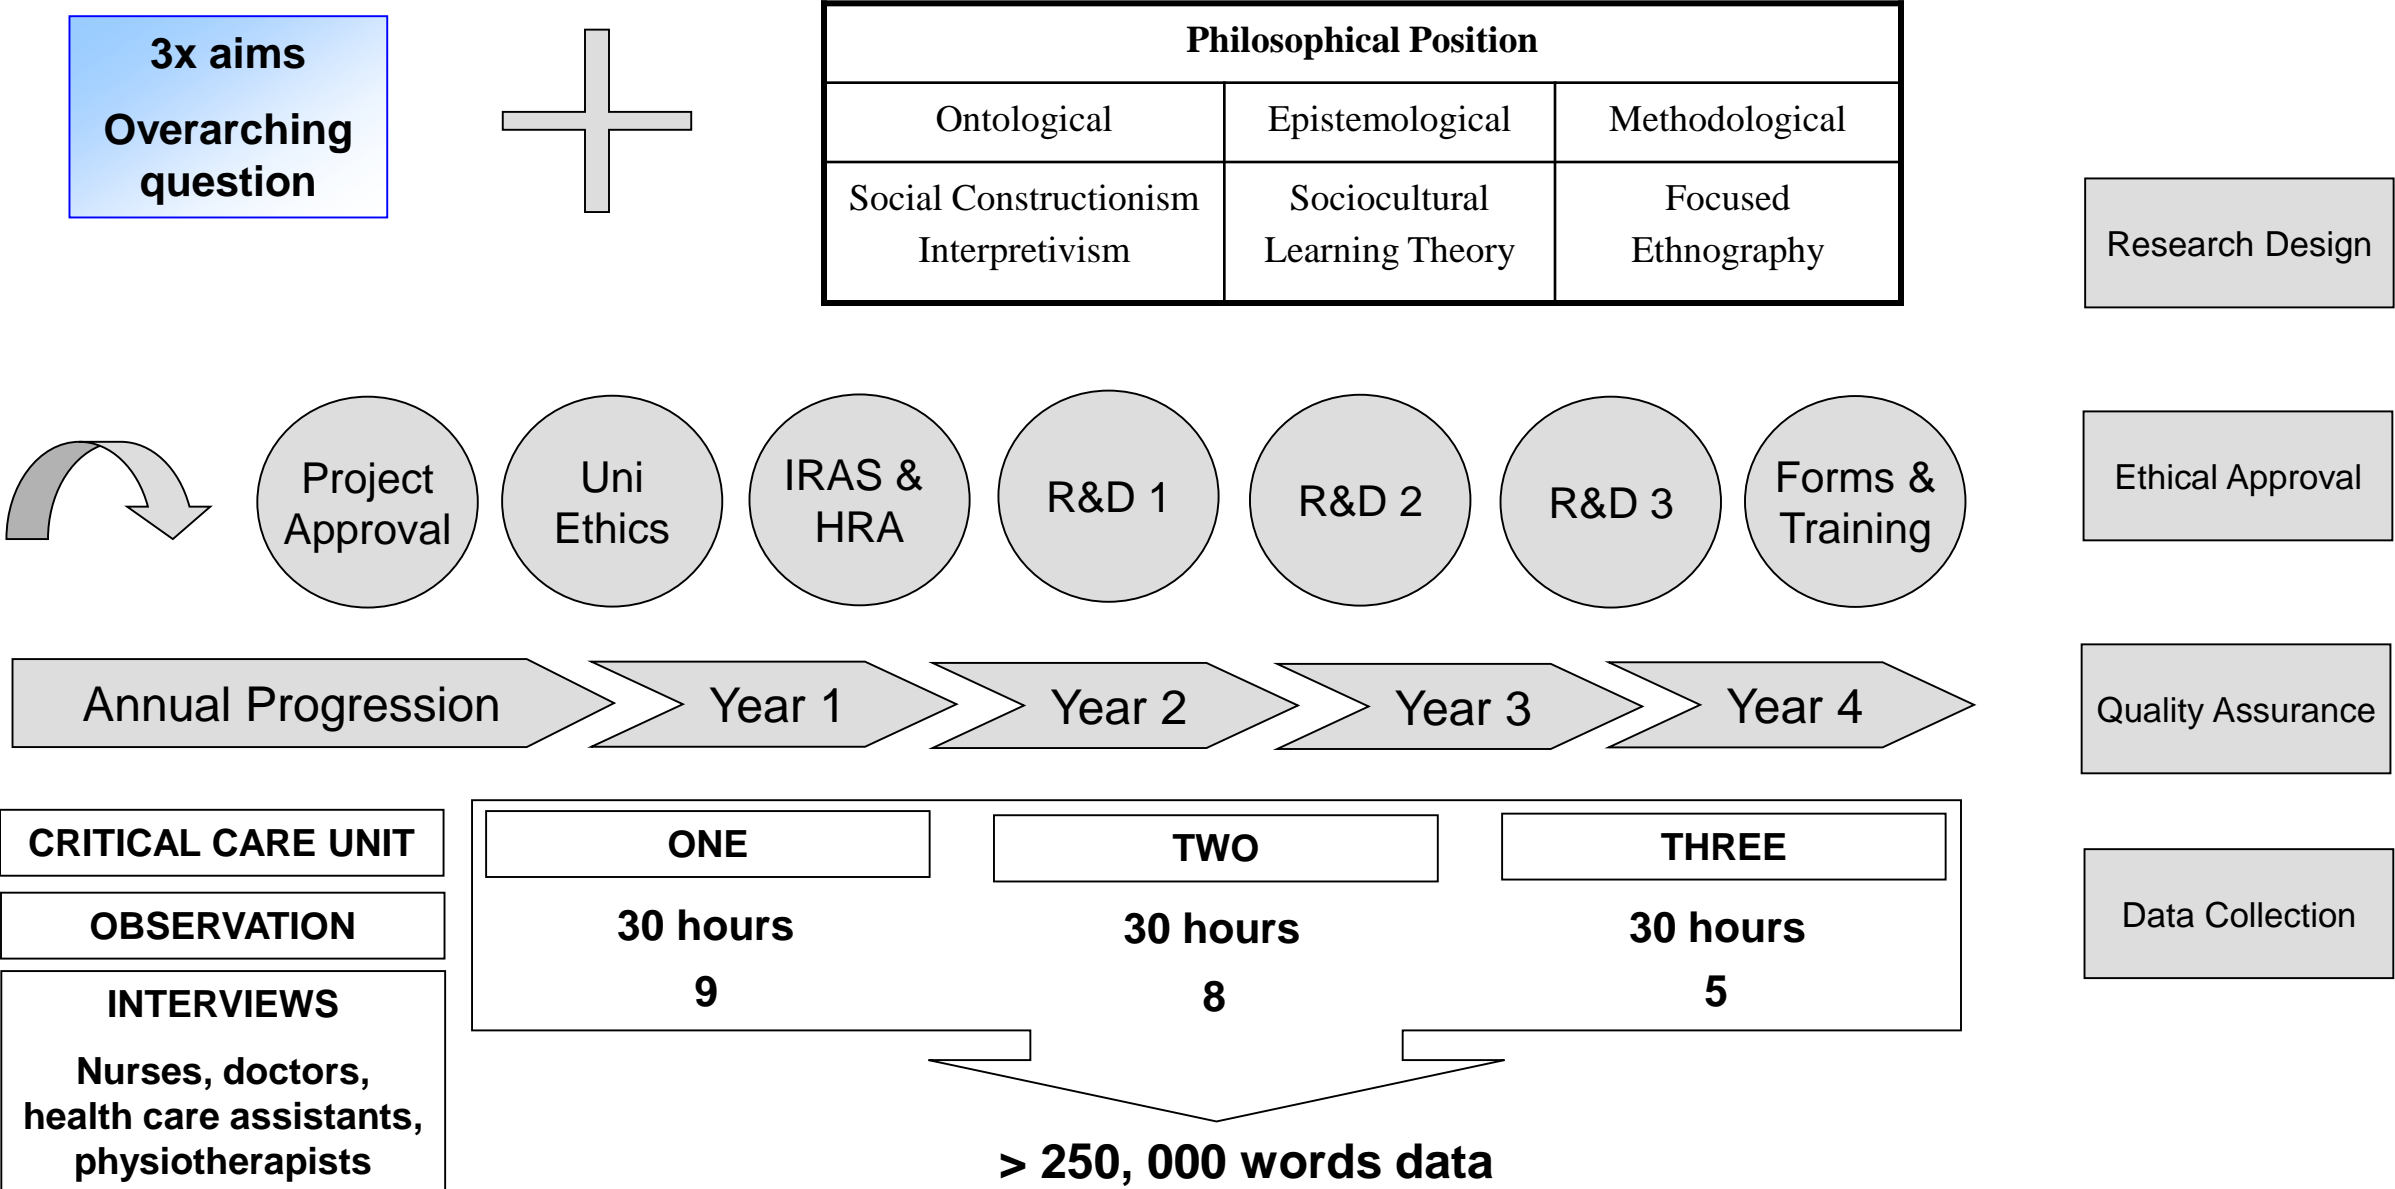 3x aims
Overarching
question
Philosophical Position
Ontological
Epistemological
Methodological
Social Constructionism
Interpretivism
Sociocultural
Learning Theory
Focused
Ethnography
Research Design
Project
Approval
Uni
Ethics
IRAS &
HRA
R&D 1
R&D 2
R&D 3
Forms &
Training
Ethical Approval
Annual Progression
Year 1
Year 2
Year 3
Year 4
Quality Assurance
CRITICAL CARE UNIT
ONE
TWO
THREE
OBSERVATION
30 hours
30 hours
30 hours
Data Collection
INTERVIEWS
9
8
5
Nurses, doctors,
health care assistants,
physiotherapists
> 250, 000 words data